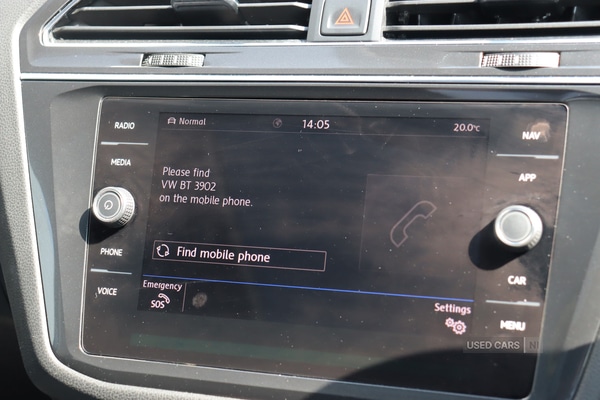 RADIO
MEDIA
PHONE
VOICE
Normal
14:05
20.0°C
Please find
VW BT 3902
on the mobile phone.
Find mobile phone
Emergency
SOS
Settings
NAV
APP
CAR
MENU
USED CARS NI